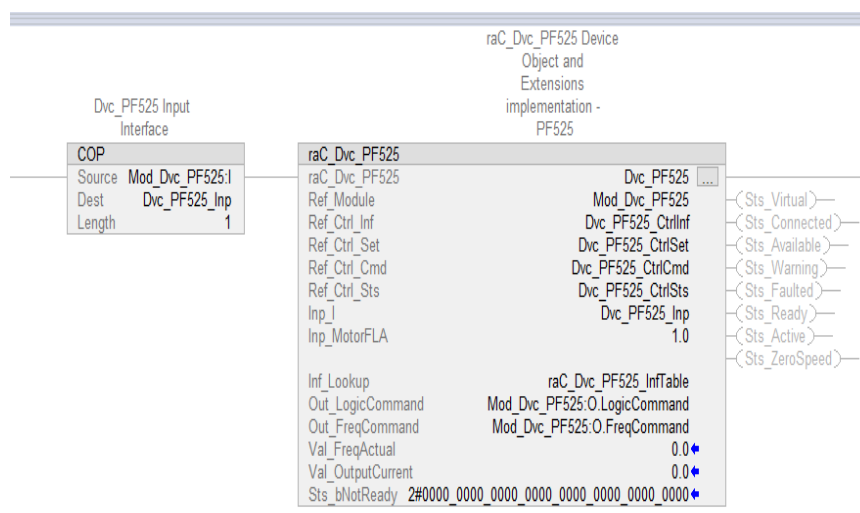 raC_Dvc_PF525 Device
Object and
Extensions
implementation -
PF525
Dvc_PF525 Input
Interface
COP
Source Mod_Dvc_PF525:I
Dest Dvc_PF525_Inp
Length 1
raC_Dvc_PF525
raC_Dvc_PF525 Dvc_PF525 ...
Ref_Module Mod_Dvc_PF525
Ref_Ctrl_Inf Dvc_PF525_CtrlInf
Ref_Ctrl_Set Dvc_PF525_CtrlSet
Ref_Ctrl_Cmd Dvc_PF525_CtrlCmd
Ref_Ctrl_Sts Dvc_PF525_CtrlSts
Inp_I Dvc_PF525_Inp
Inp_MotorFLA 1.0
Inf_Lookup raC_Dvc_PF525_InfTable
Out_LogicCommand Mod_Dvc_PF525:O.LogicCommand
Out_FreqCommand Mod_Dvc_PF525:O.FreqCommand
Val_FreqActual 0.0
Val_OutputCurrent 0.0
Sts_bNotReady 2#0000_0000_0000_0000_0000_0000_0000_0000
Sts_Virtual
Sts_Connected
Sts_Available
Sts_Warning
Sts_Faulted
Sts_Ready
Sts_Active
Sts_ZeroSpeed